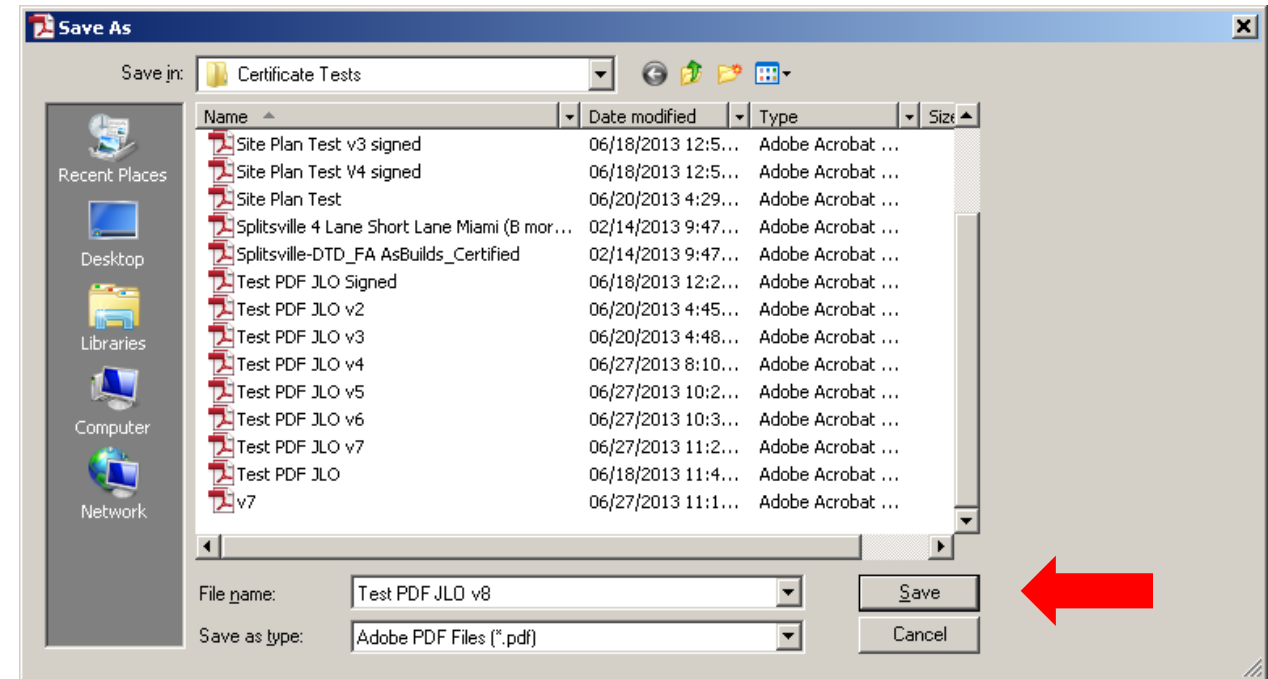 Save As
Save in: Certificate Tests
Name Date modified Type Size
Site Plan Test v3 signed 06/18/2013 12:5... Adobe Acrobat ...
Site Plan Test V4 signed 06/18/2013 12:5... Adobe Acrobat ...
Site Plan Test 06/20/2013 4:29... Adobe Acrobat ...
Splitsville 4 Lane Short Lane Miami (B mor... 02/14/2013 9:47... Adobe Acrobat ...
Splitsville-DTD_FA AsBuilds_Certified 02/14/2013 9:47... Adobe Acrobat ...
Test PDF JLO Signed 06/18/2013 12:2... Adobe Acrobat ...
Test PDF JLO v2 06/20/2013 4:45... Adobe Acrobat ...
Test PDF JLO v3 06/20/2013 4:48... Adobe Acrobat ...
Test PDF JLO v4 06/27/2013 8:10... Adobe Acrobat ...
Test PDF JLO v5 06/27/2013 10:2... Adobe Acrobat ...
Test PDF JLO v6 06/27/2013 10:3... Adobe Acrobat ...
Test PDF JLO v7 06/27/2013 11:2... Adobe Acrobat ...
Test PDF JLO 06/18/2013 11:4... Adobe Acrobat ...
v7 06/27/2013 11:1... Adobe Acrobat ...
Recent Places
Desktop
Libraries
Computer
Network
File name: Test PDF JLO v8 Save
Save as type: Adobe PDF Files (*.pdf) Cancel